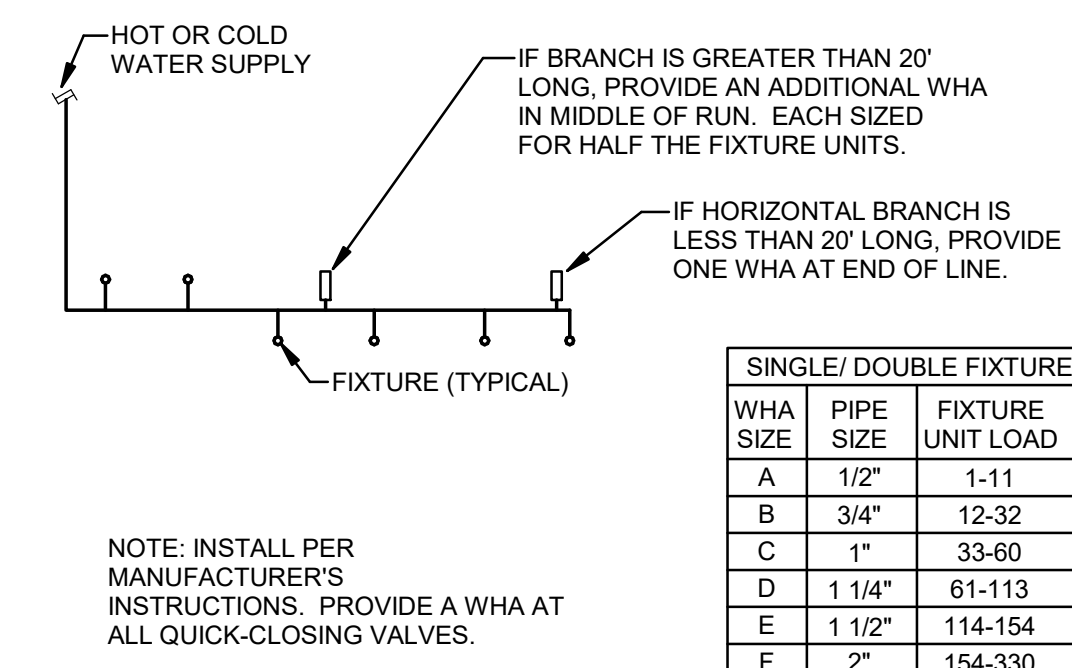 HOT OR COLD
WATER SUPPLY
IF BRANCH IS GREATER THAN 20'
LONG, PROVIDE AN ADDITIONAL WHA
IN MIDDLE OF RUN. EACH SIZED
FOR HALF THE FIXTURE UNITS.
IF HORIZONTAL BRANCH IS
LESS THAN 20' LONG, PROVIDE
ONE WHA AT END OF LINE.
FIXTURE (TYPICAL)
NOTE: INSTALL PER
MANUFACTURER'S
INSTRUCTIONS. PROVIDE A WHA AT
ALL QUICK-CLOSING VALVES.
SINGLE/ DOUBLE FIXTURE
WHA SIZE PIPE SIZE FIXTURE UNIT LOAD
A 1/2" 1-11
B 3/4" 12-32
C 1" 33-60
D 1 1/4" 61-113
E 1 1/2" 114-154
F 2" 154-330